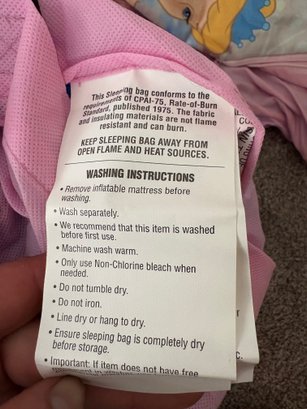 This Sleeping bag conforms to the
requirements of CPAI-75, Rate-of-Burn
Standard, published 1975. The fabric
and insulating materials are not flame
resistant and can burn.
KEEP SLEEPING BAG AWAY FROM
OPEN FLAME AND HEAT SOURCES.
WASHING INSTRUCTIONS
• Remove inflatable mattress before
washing.
• Wash separately.
• We recommend that this item is washed
before first use.
• Machine wash warm.
• Only use Non-Chlorine bleach when
needed.
• Do not tumble dry.
• Do not iron.
• Line dry or hang to dry.
• Ensure sleeping bag is completely dry
before storage.
• Important: If item does not have free